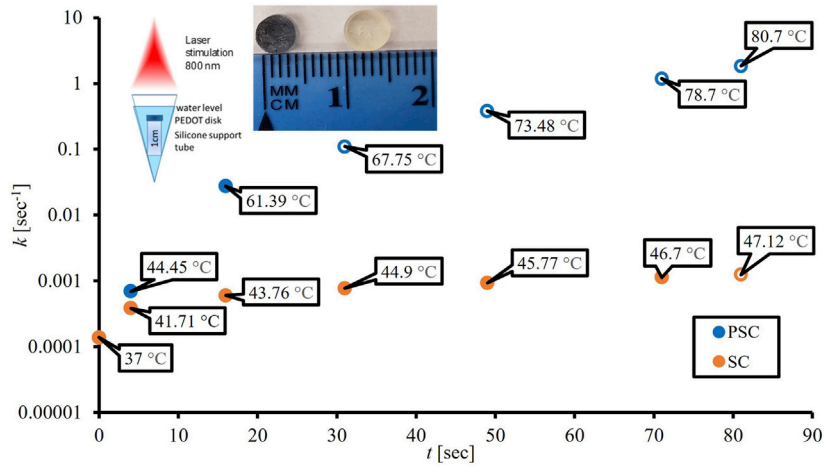 10
1
0.1
0.01
0.001
0.0001
0.00001
k [sec-1]
0
10
20
30
40
50
60
70
80
90
t [sec]
Laser
stimulation
800 nm
water level
PEDOT disk
Silicone support
tube
1cm
MM
CM
1
2
80.7 °C
78.7 °C
73.48 °C
67.75 °C
61.39 °C
44.45 °C
41.71 °C
37 °C
43.76 °C
44.9 °C
45.77 °C
46.7 °C
47.12 °C
PSC
SC